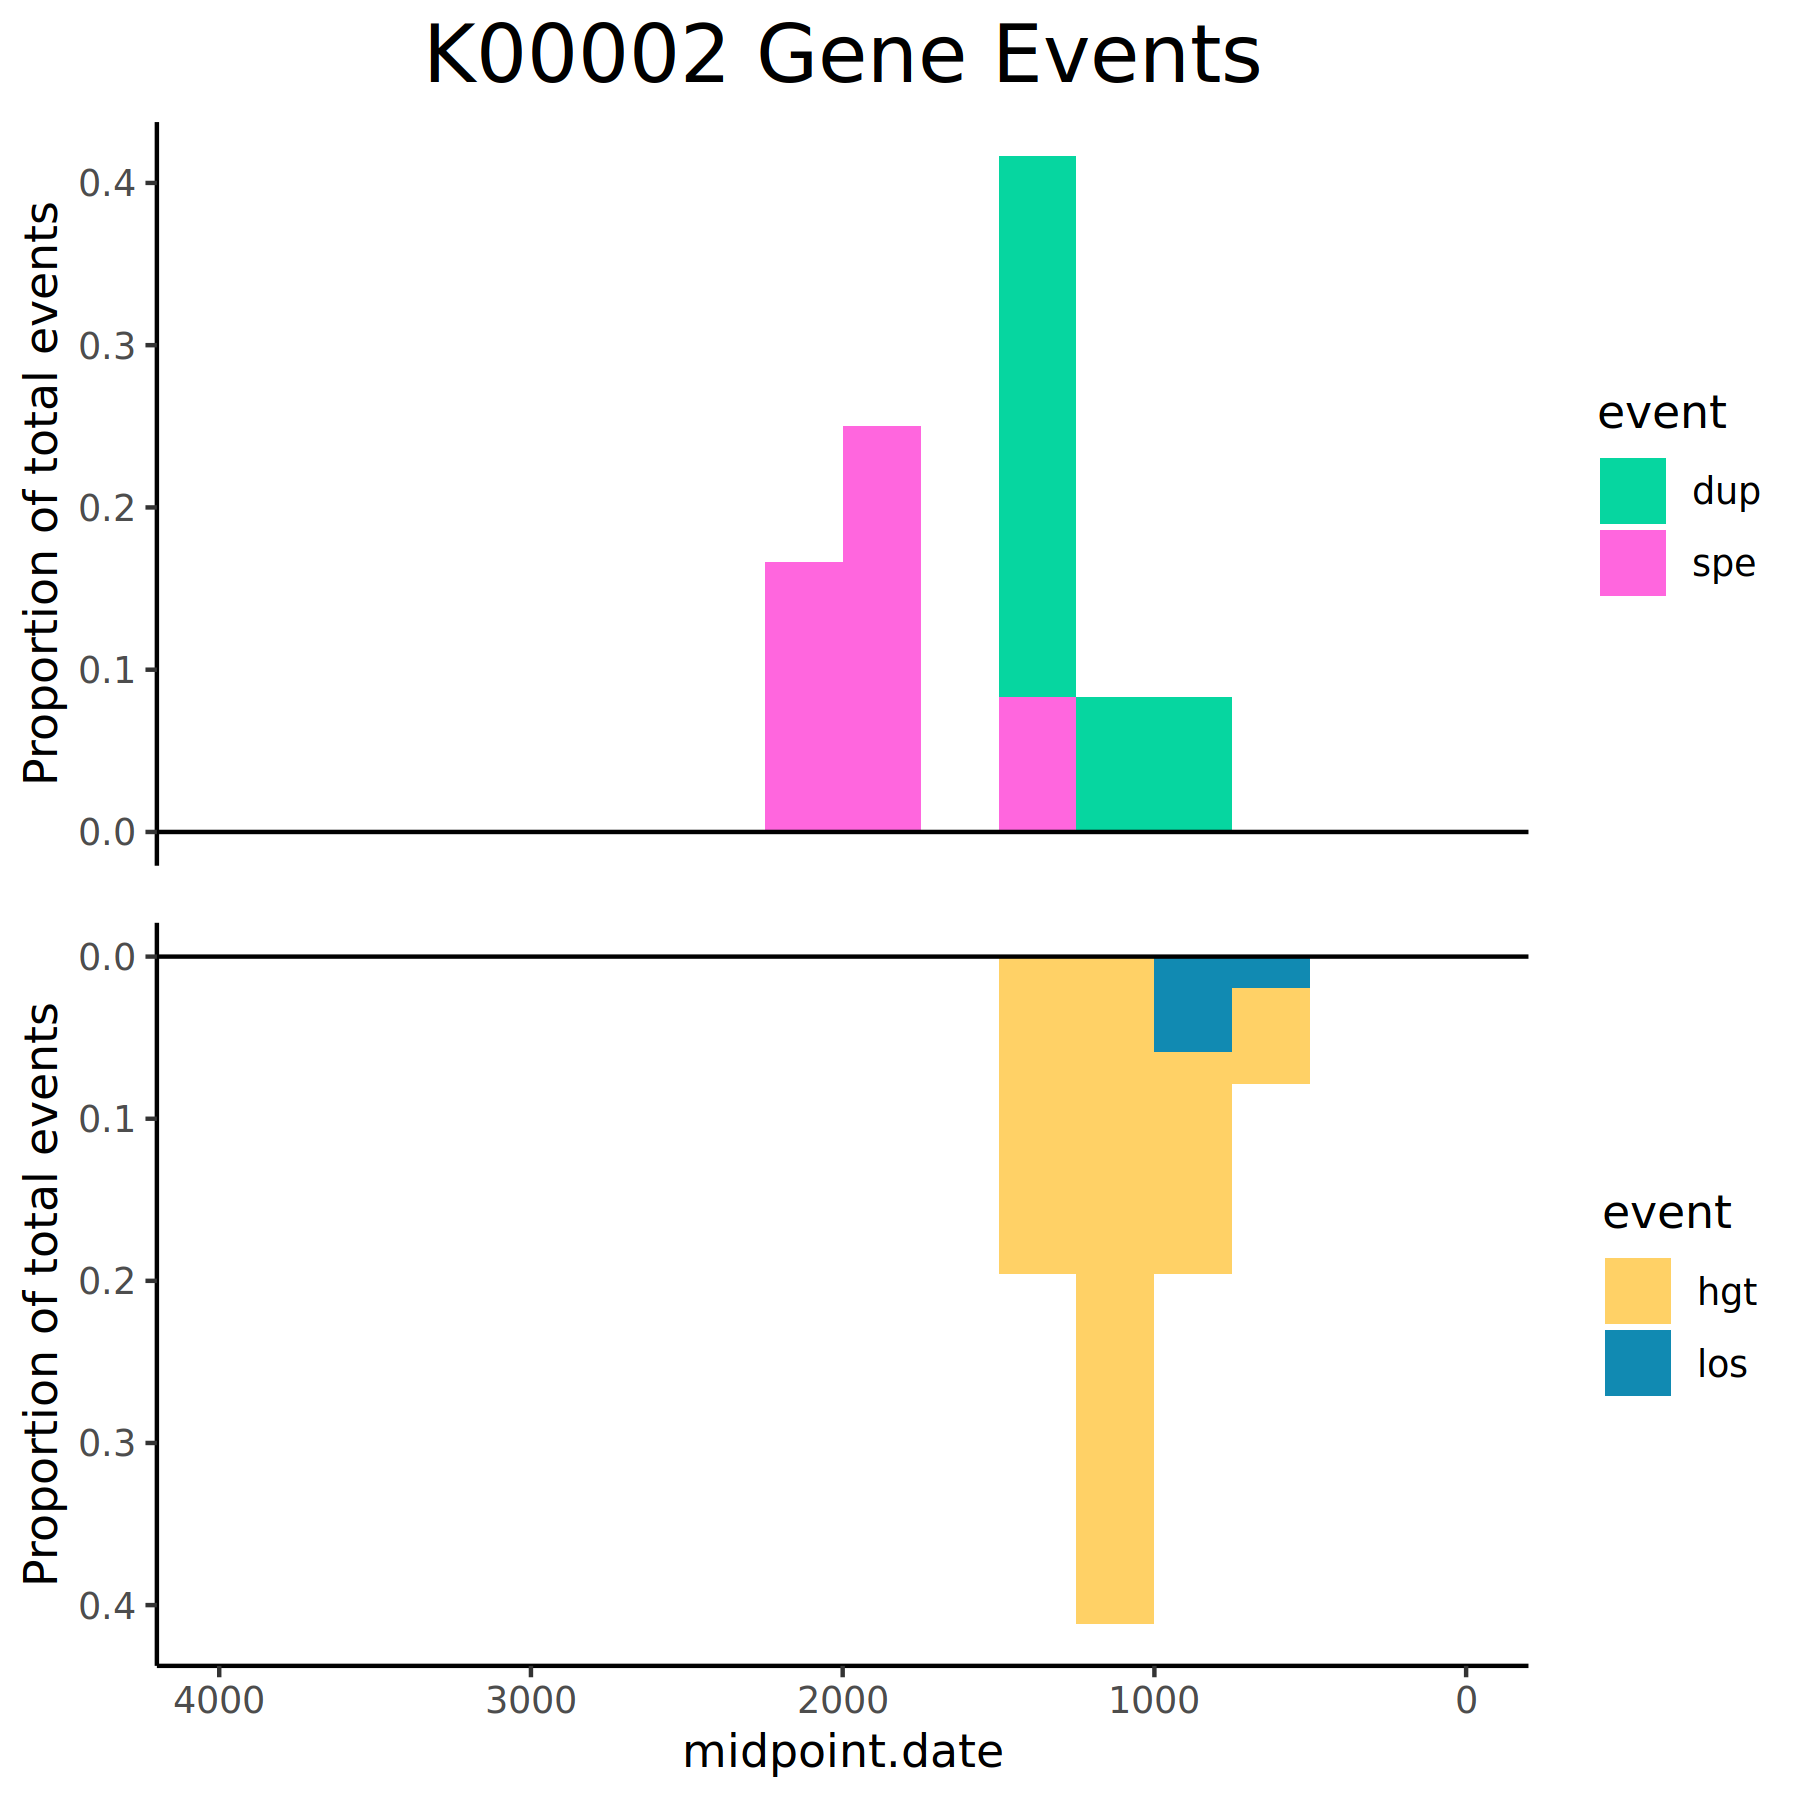 K00002 Gene Events
Proportion of total events
0.4
0.3
0.2
0.1
0.0
event
dup
spe
Proportion of total events
0.0
0.1
0.2
0.3
0.4
event
hgt
los
4000 3000 2000 1000 0
midpoint.date